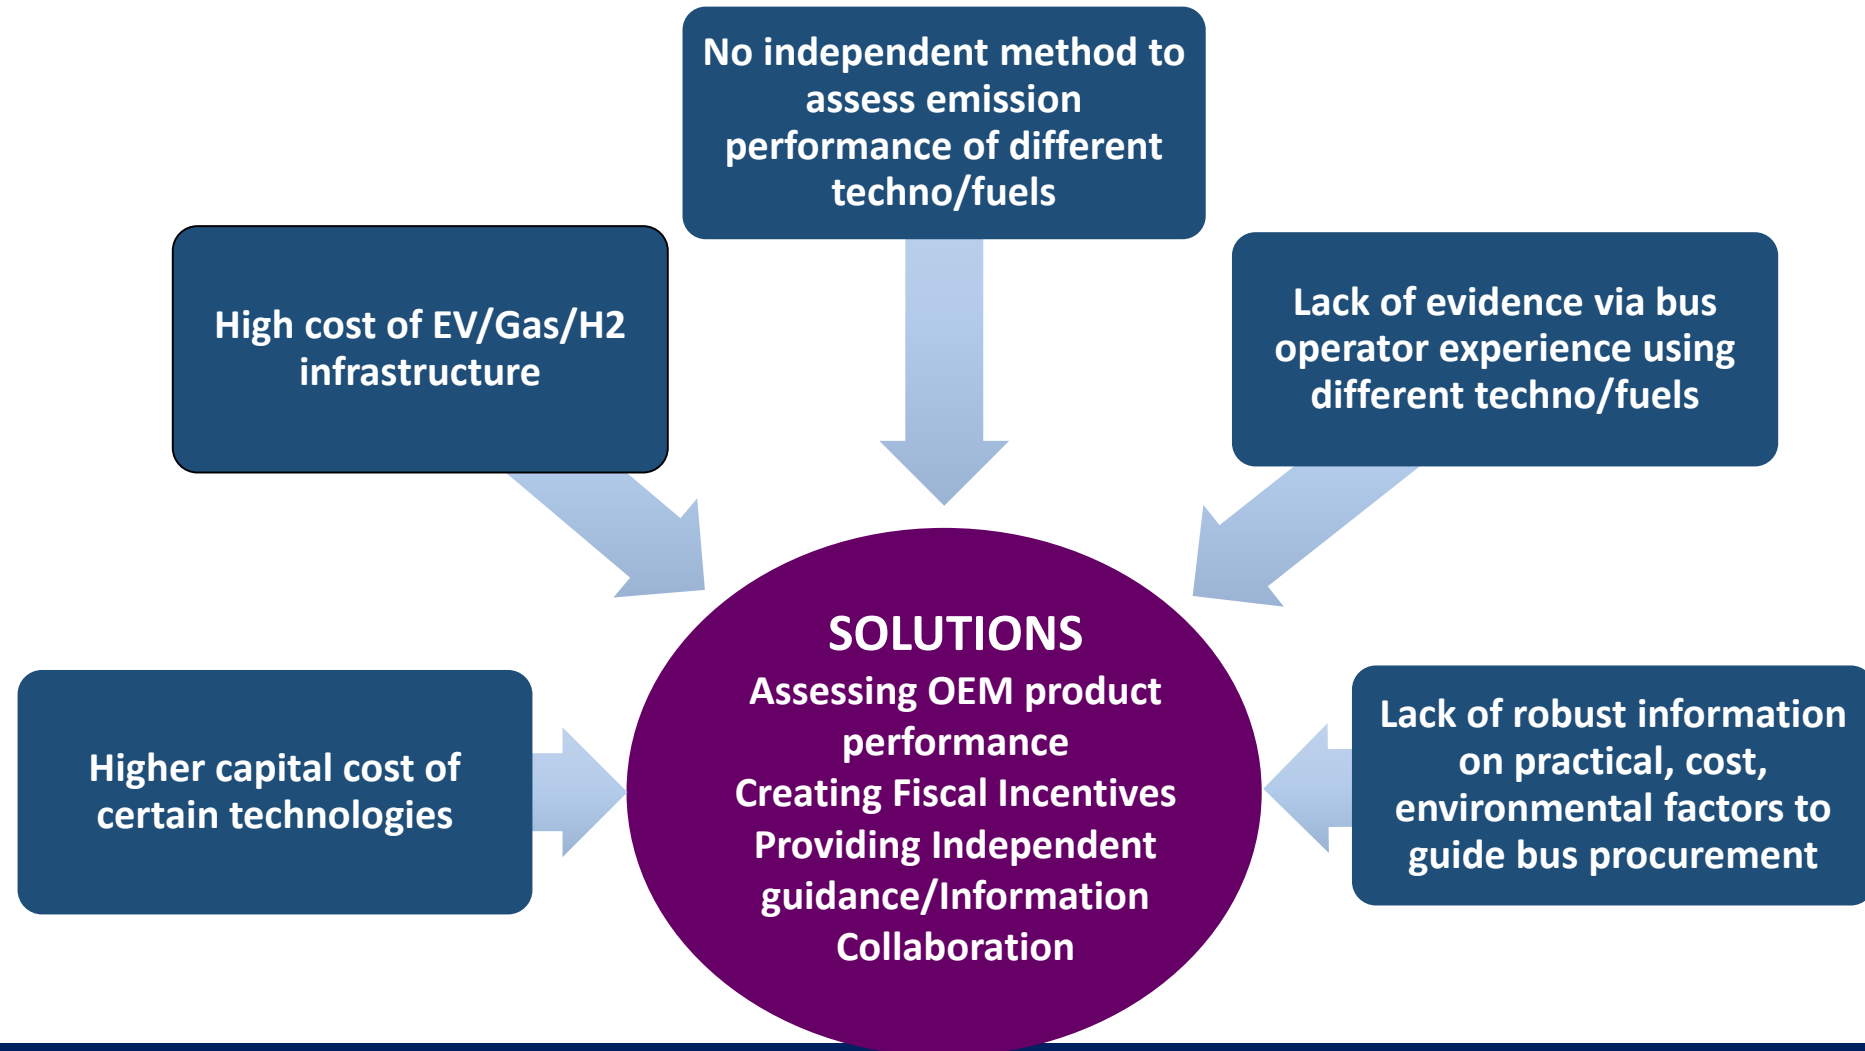 No independent method to
assess emission
performance of different
techno/fuels
High cost of EV/Gas/H2
infrastructure
Lack of evidence via bus
operator experience using
different techno/fuels
Higher capital cost of
certain technologies
SOLUTIONS
Assessing OEM product
performance
Creating Fiscal Incentives
Providing Independent
guidance/Information
Collaboration
Lack of robust information
on practical, cost,
environmental factors to
guide bus procurement